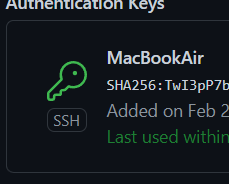 Authentication Keys
MacBookAir
SHA256:TwI3pP7b
SSH
Added on Feb 2
Last used within